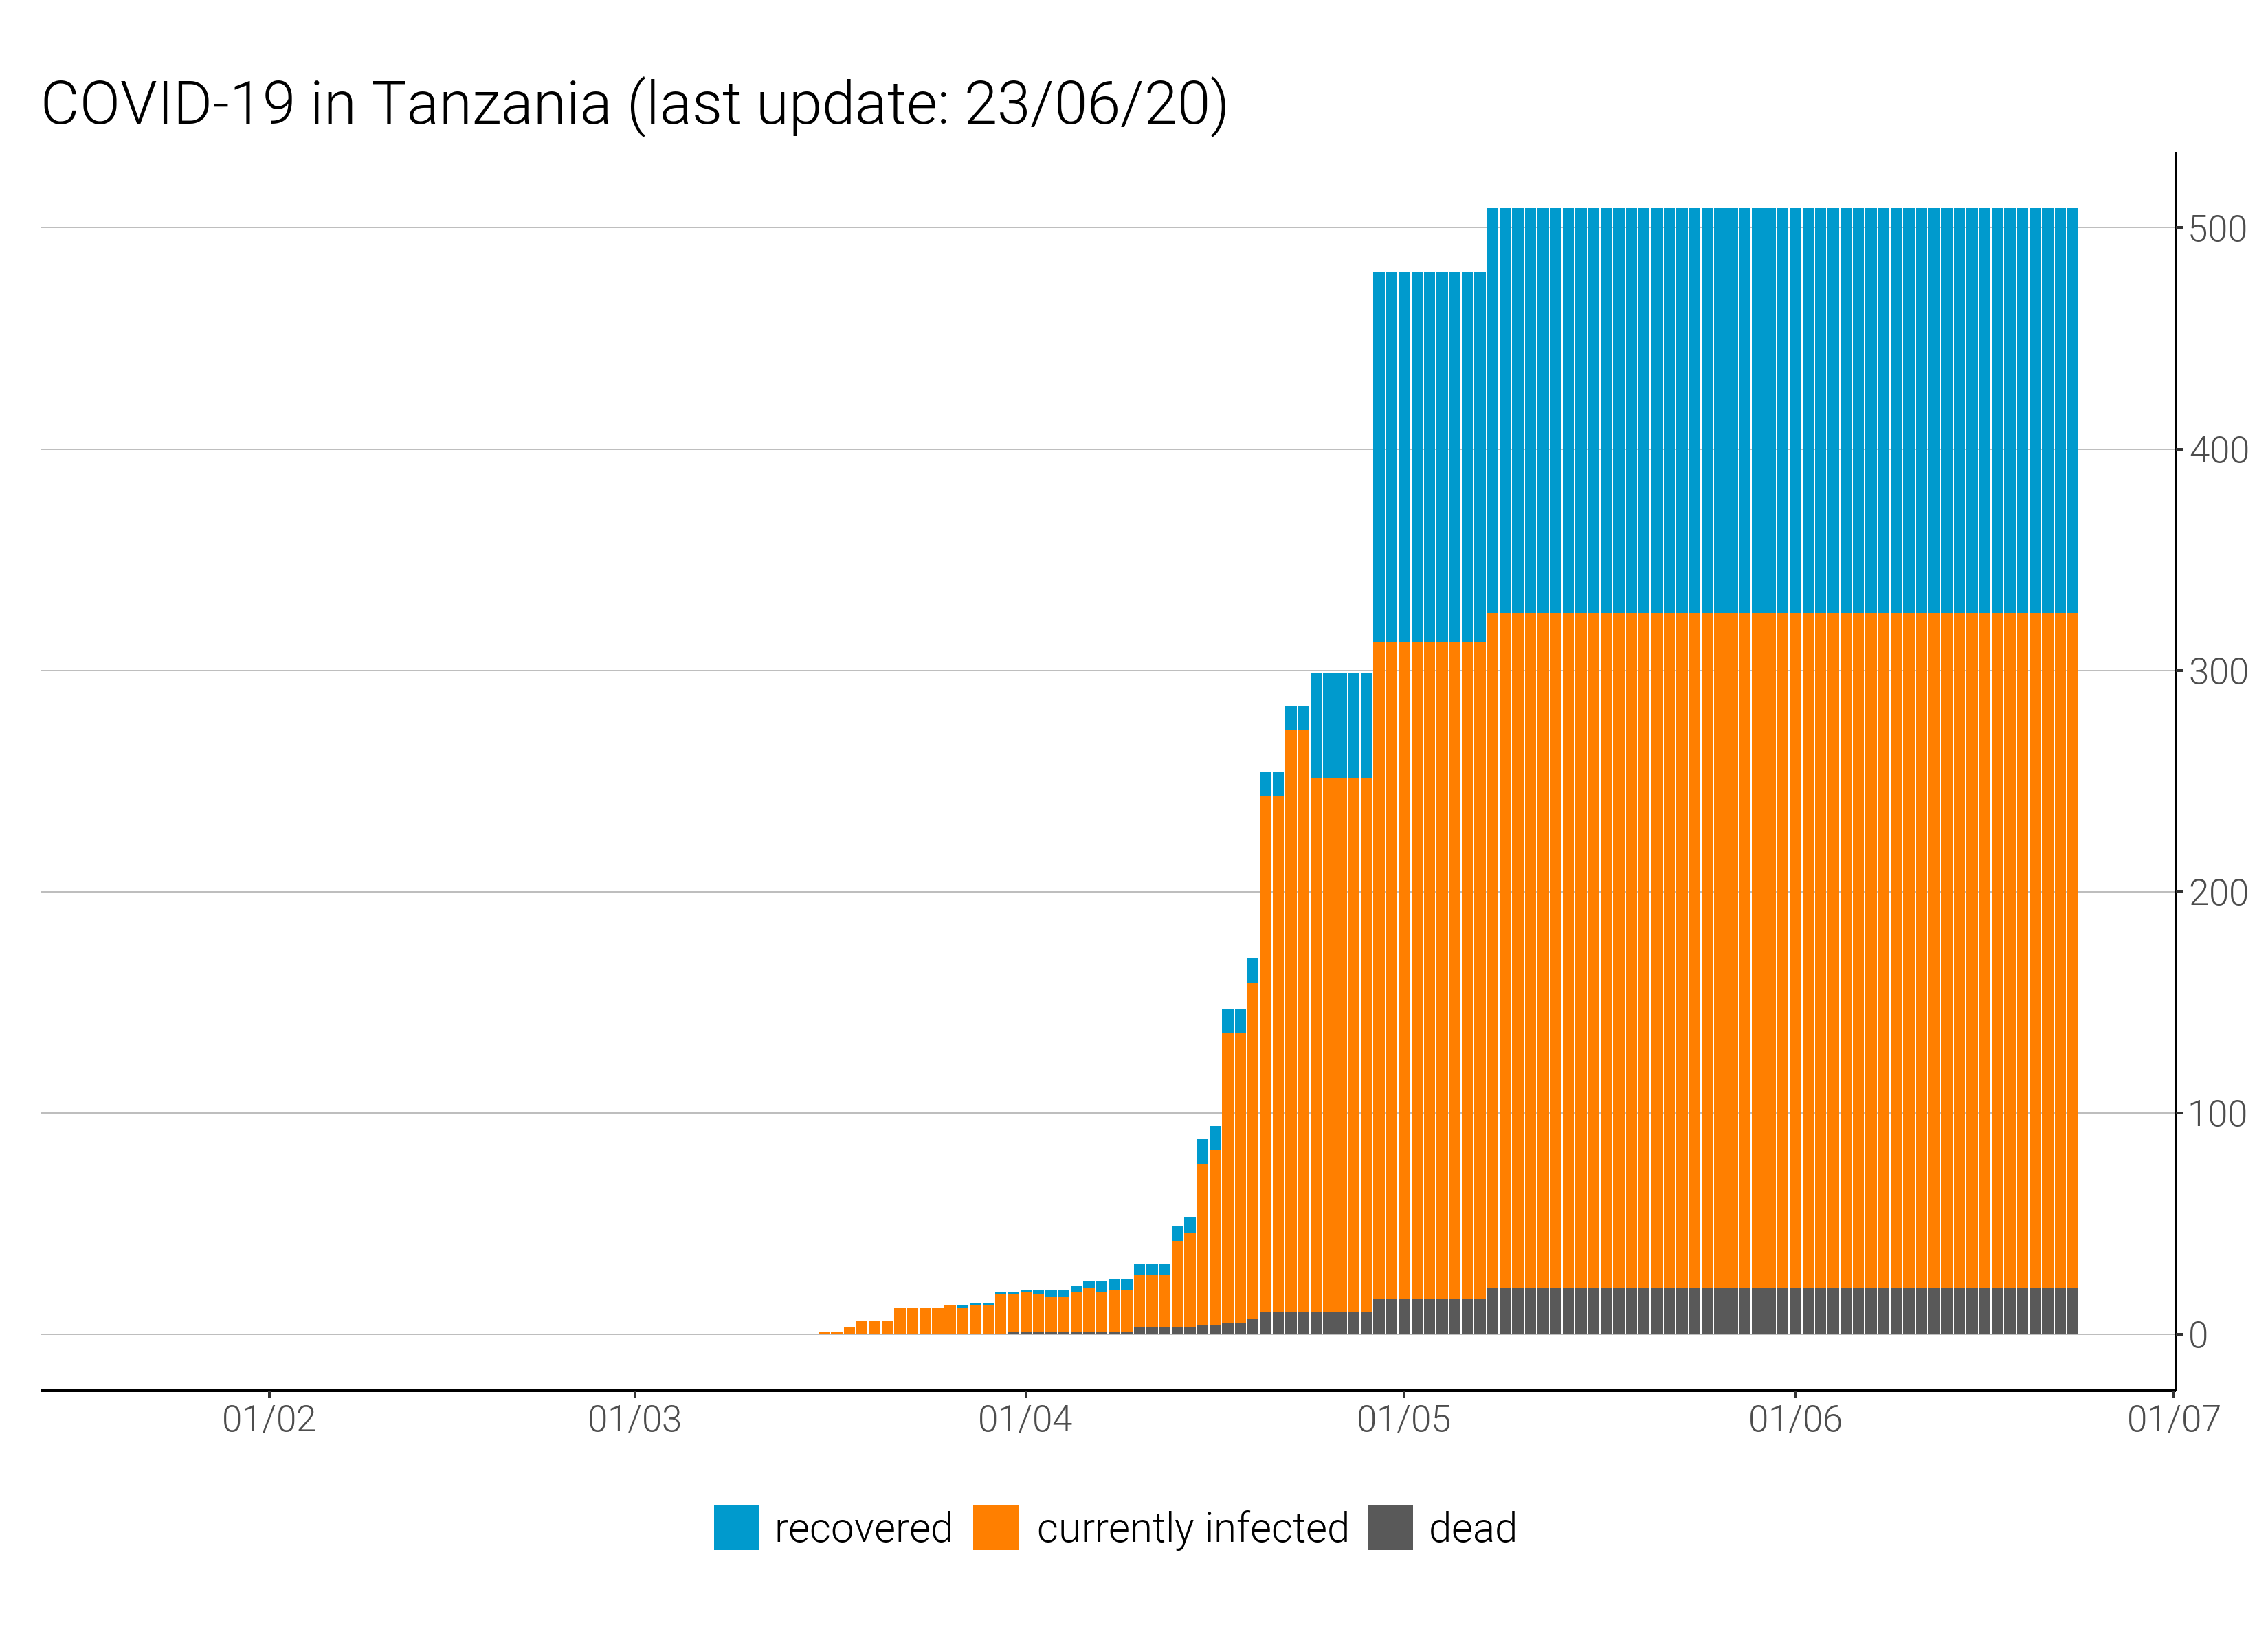 COVID-19 in Tanzania (last update: 23/06/20)
500
400
300
200
100
0
01/02 01/03 01/04 01/05 01/06 01/07
recovered currently infected dead